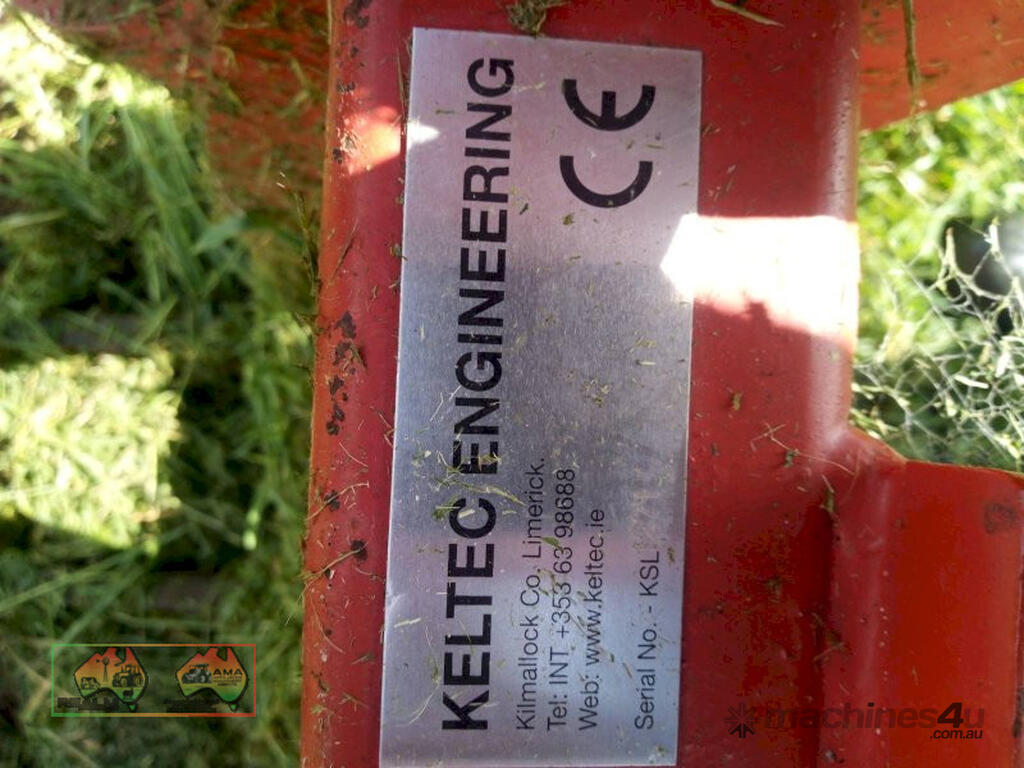 KELTEC ENGINEERING
Kilmallock Co. Limerick.
Tel: INT +353 63 98688
Web: www.keltec.ie
Serial No. - KSL
CE
AMA
machines4u
.com.au